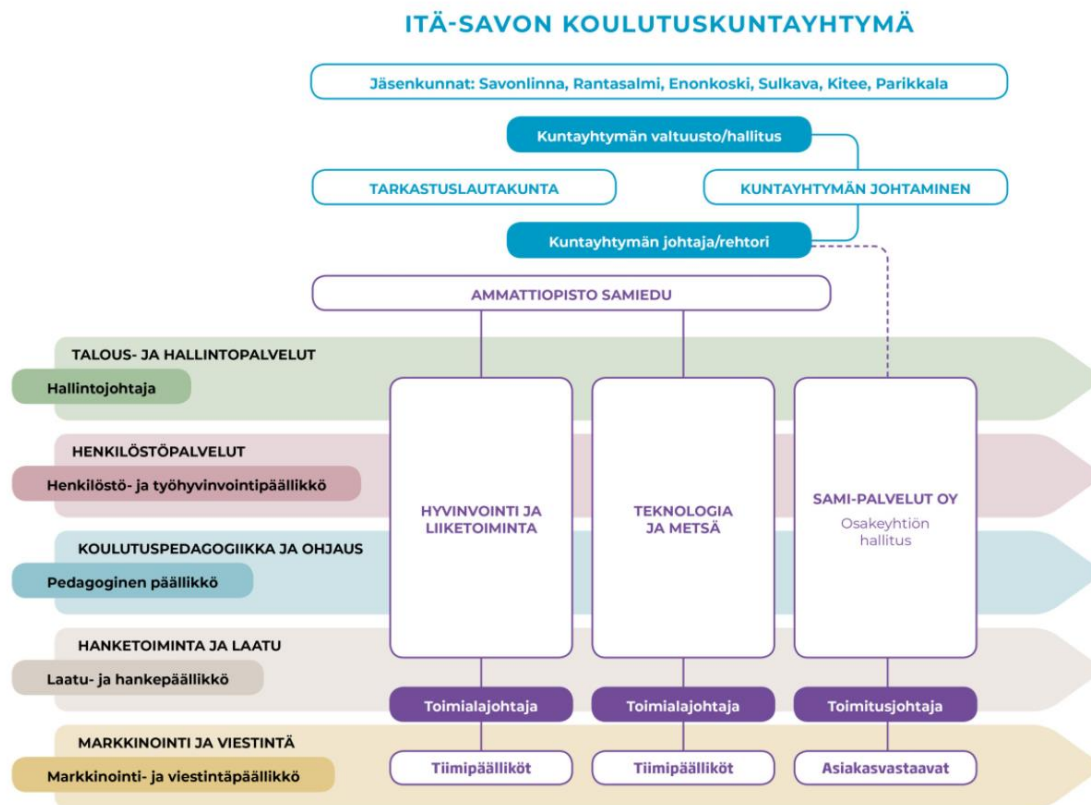 ITÄ-SAVON KOULUTUSKUNTAYHTYMÄ
Jäsenkunnat: Savonlinna, Rantasalmi, Enonkoski, Sulkava, Kitee, Parikkala
Kuntayhtymän valtuusto/hallitus
TARKASTUSLAUTAKUNTA
KUNTAYHTYMÄN JOHTAMINEN
Kuntayhtymän johtaja/rehtori
AMMATTIOPISTO SAMIEDU
TALOUS- JA HALLINTOPALVELUT
Hallintojohtaja
HENKILÖSTÖPALVELUT
Henkilöstö- ja työhyvinvointipäällikkö
KOULUTUSPEDAGOGIIKKA JA OHJAUS
Pedagoginen päällikkö
HANKETOIMINTA JA LAATU
Laatu- ja hankepäällikkö
MARKKINOINTI JA VIESTINTÄ
Markkinointi- ja viestintäpäällikkö
HYVINVOINTI JA
LIIKETOIMINTA
Toimialajohtaja
Tiimipäälliköt
TEKNOLOGIA
JA METSÄ
Toimialajohtaja
Tiimipäälliköt
SAMI-PALVELUT OY
Osakeyhtiön
hallitus
Toimitusjohtaja
Asiakasvastaavat